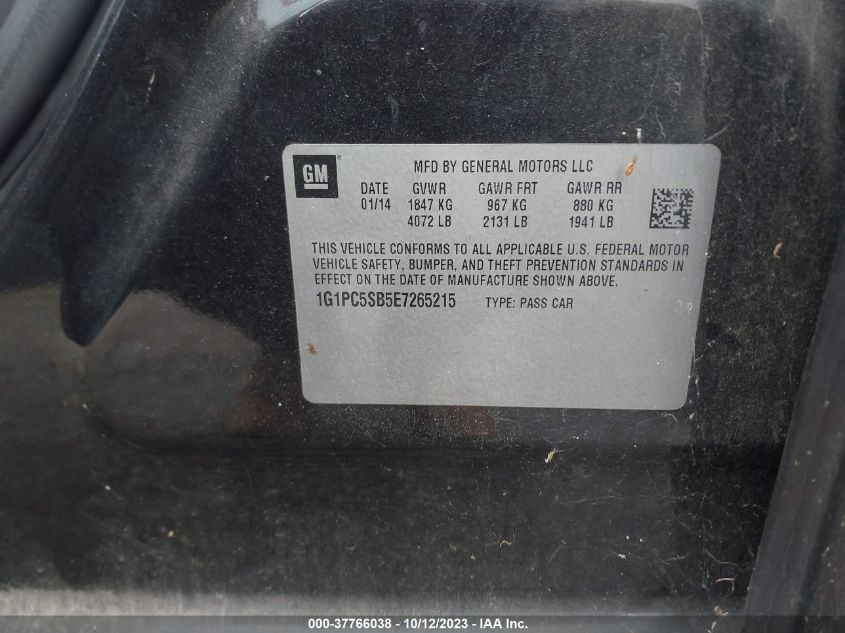 GM ® MFD BY GENERAL MOTORS LLC
DATE GVWR GAWR FRT GAWR RR
01/14 1847 KG 967 KG 880 KG
4072 LB 2131 LB 1941 LB
THIS VEHICLE CONFORMS TO ALL APPLICABLE U.S. FEDERAL MOTOR
VEHICLE SAFETY, BUMPER, AND THEFT PREVENTION STANDARDS IN
EFFECT ON THE DATE OF MANUFACTURE SHOWN ABOVE.
1G1PC5SB5E7265215 TYPE: PASS CAR
000-37766038 - 10/12/2023 - IAA Inc.